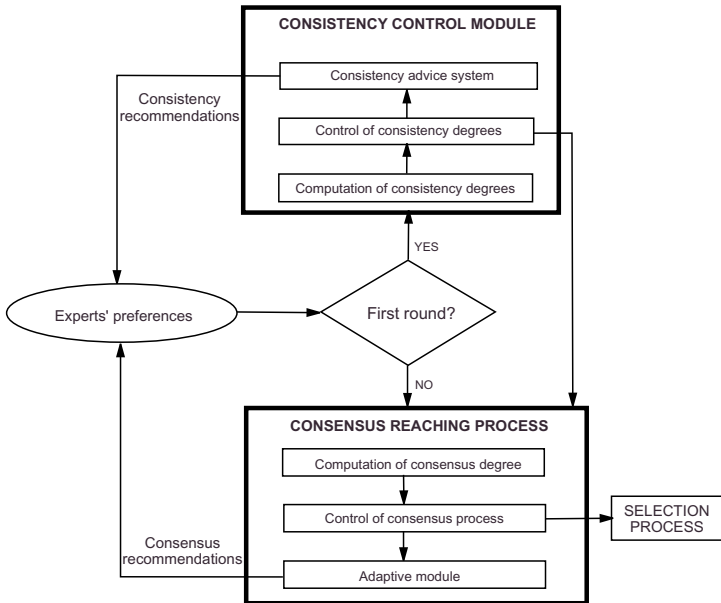 CONSISTENCY CONTROL MODULE
Consistency advice system
Consistency
recommendations
Control of consistency degrees
Computation of consistency degrees
YES
Experts' preferences
First round?
NO
CONSENSUS REACHING PROCESS
Computation of consensus degree
Control of consensus process
SELECTION
PROCESS
Consensus
recommendations
Adaptive module